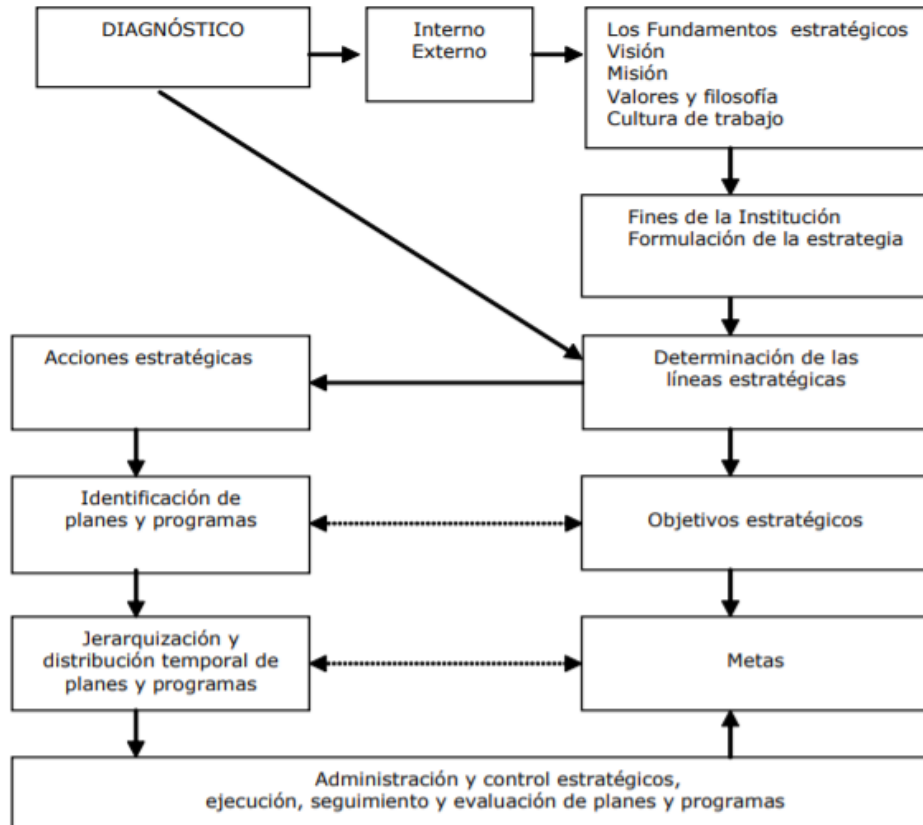 DIAGNÓSTICO
Interno
Externo
Los Fundamentos estratégicos
Visión
Misión
Valores y filosofía
Cultura de trabajo
Fines de la Institución
Formulación de la estrategia
Acciones estratégicas
Determinación de las
líneas estratégicas
Identificación de
planes y programas
Objetivos estratégicos
Jerarquización y
distribución temporal de
planes y programas
Metas
Administración y control estratégicos,
ejecución, seguimiento y evaluación de planes y programas